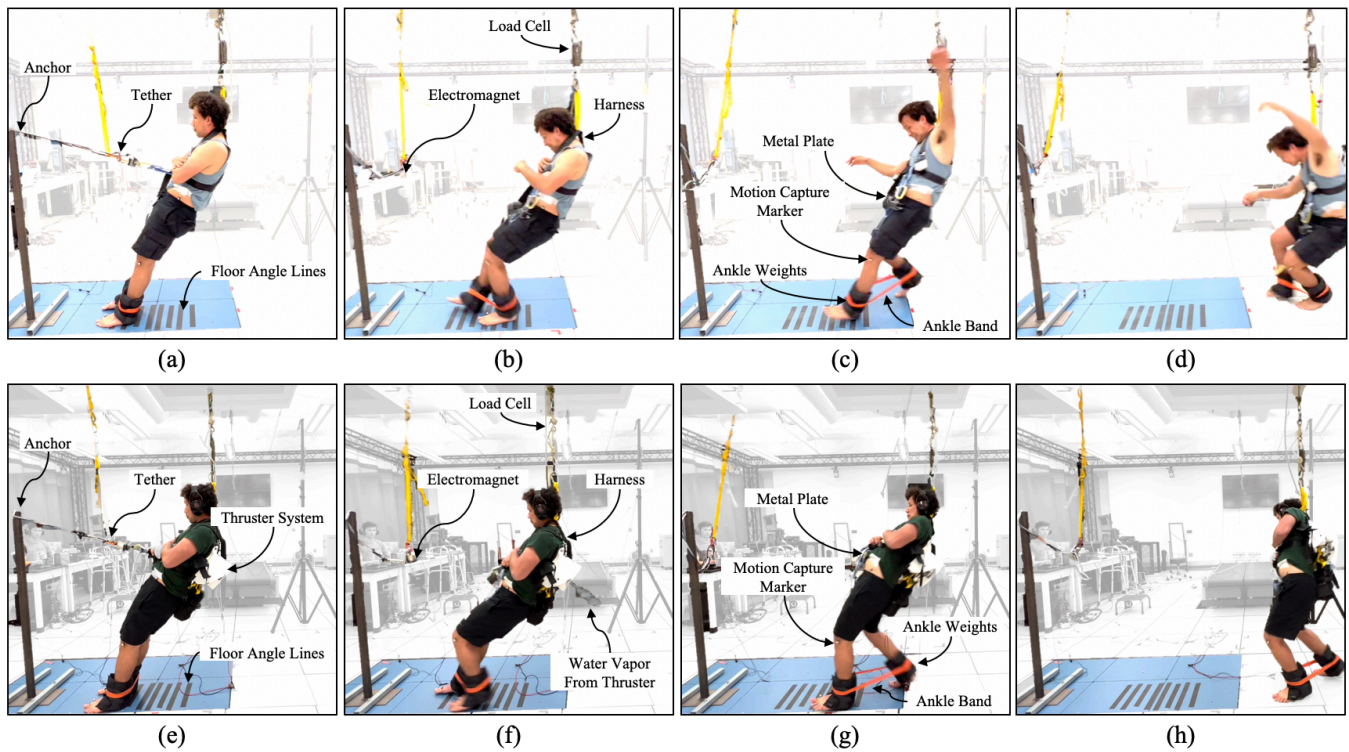 Load Cell
Anchor
Tether
Electromagnet
Harness
Metal Plate
Motion Capture
Marker
Floor Angle Lines
Ankle Weights
Ankle Band
(a)
(b)
(c)
(d)
Load Cell
Anchor
Tether
Electromagnet
Harness
Metal Plate
Thruster System
Motion Capture
Marker
Ankle Weights
Floor Angle Lines
Water Vapor
From Thruster
Ankle Band
(e)
(f)
(g)
(h)